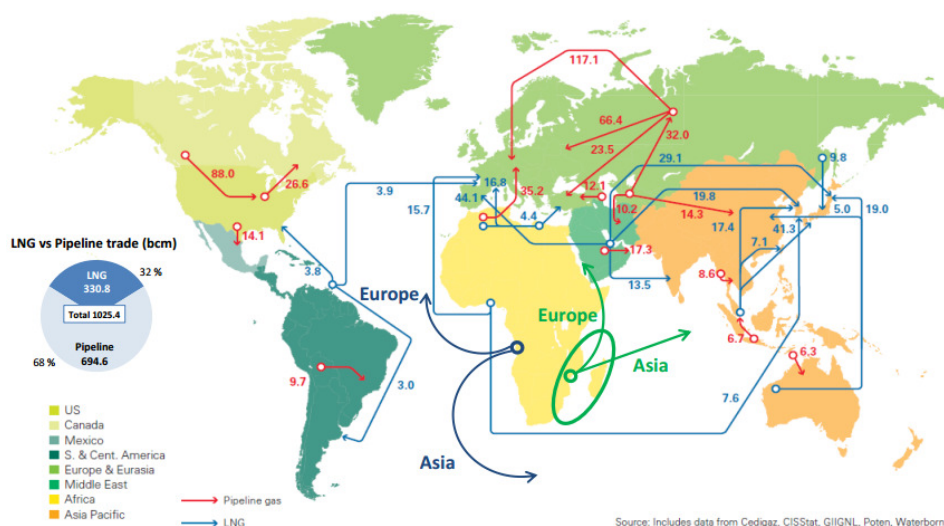 117.1
66.4
32.0
23.5
29.1
9.8
88.0
26.6
3.9
16.8
35.2
12.1
19.8
15.7
44.1
4.4
10.2
14.3
17.4
41.3
5.0
19.0
14.1
17.3
7.1
LNG vs Pipeline trade (bcm)
LNG
330.8
32 %
Total 1025.4
Pipeline
694.6
68 %
3.8
13.5
8.6
Europe
Europe
Asia
6.7
6.3
9.7
3.0
7.6
Asia
US
Canada
Mexico
S. & Cent. America
Europe & Eurasia
Middle East
Africa
Asia Pacific
Pipeline gas
LNG
Source: Includes data from Cedigaz, CISStat, GIIGNL, Poten, Waterborn